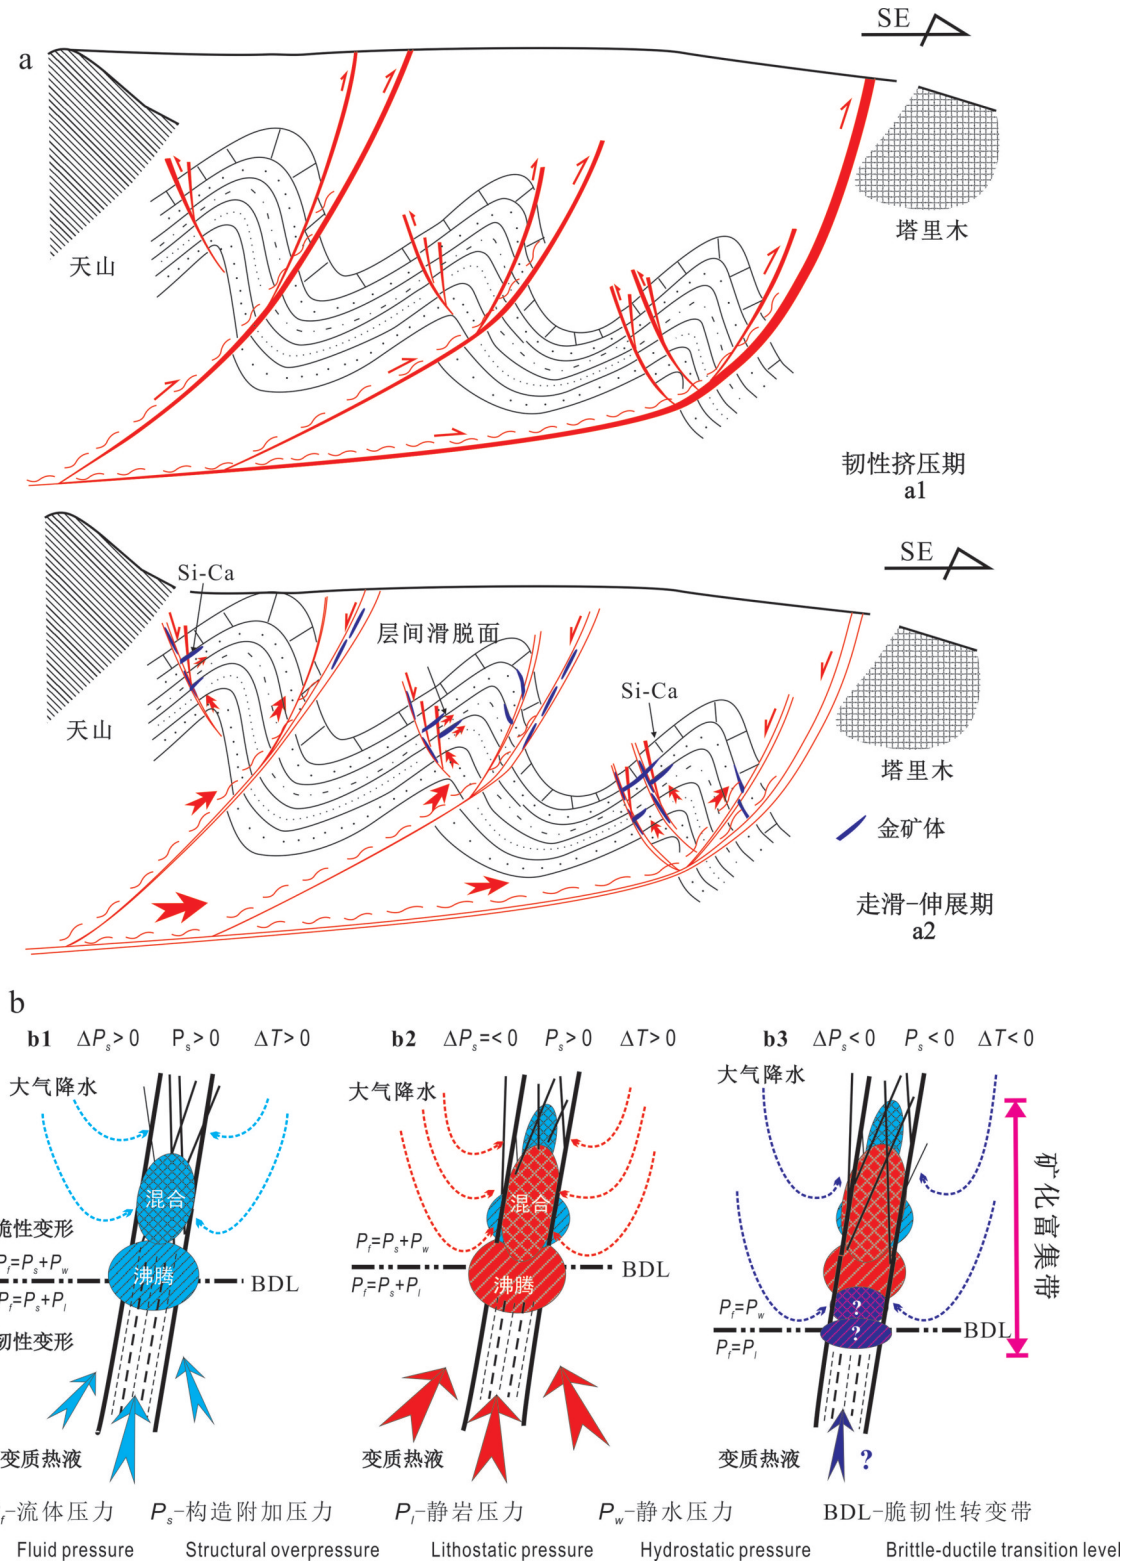 a
SE
天山
塔里木
韧性挤压期
a1
Si-Ca
层间滑脱面
SE
Si-Ca
天山
塔里木
金矿体
走滑-伸展期
a2
b
b1 ΔPs>0 Ps>0 ΔT>0
大气降水
混合
脆性变形
Pf=Ps+Pw
沸腾
BDL
Pf=Ps+Pl
韧性变形
变质热液
b2 ΔPs=<0 Ps>0 ΔT>0
大气降水
混合
Pf=Ps+Pw
沸腾
BDL
Pf=Ps+Pl
变质热液
b3 ΔPs<0 Ps<0 ΔT<0
大气降水
矿化富集带
?
Pf=Pw
?
BDL
Pf=Pl
变质热液 ?
f-流体压力 Ps-构造附加压力 Pl-静岩压力 Pw-静水压力 BDL-脆韧性转变带
Fluid pressure Structural overpressure Lithostatic pressure Hydrostatic pressure Brittle-ductile transition level